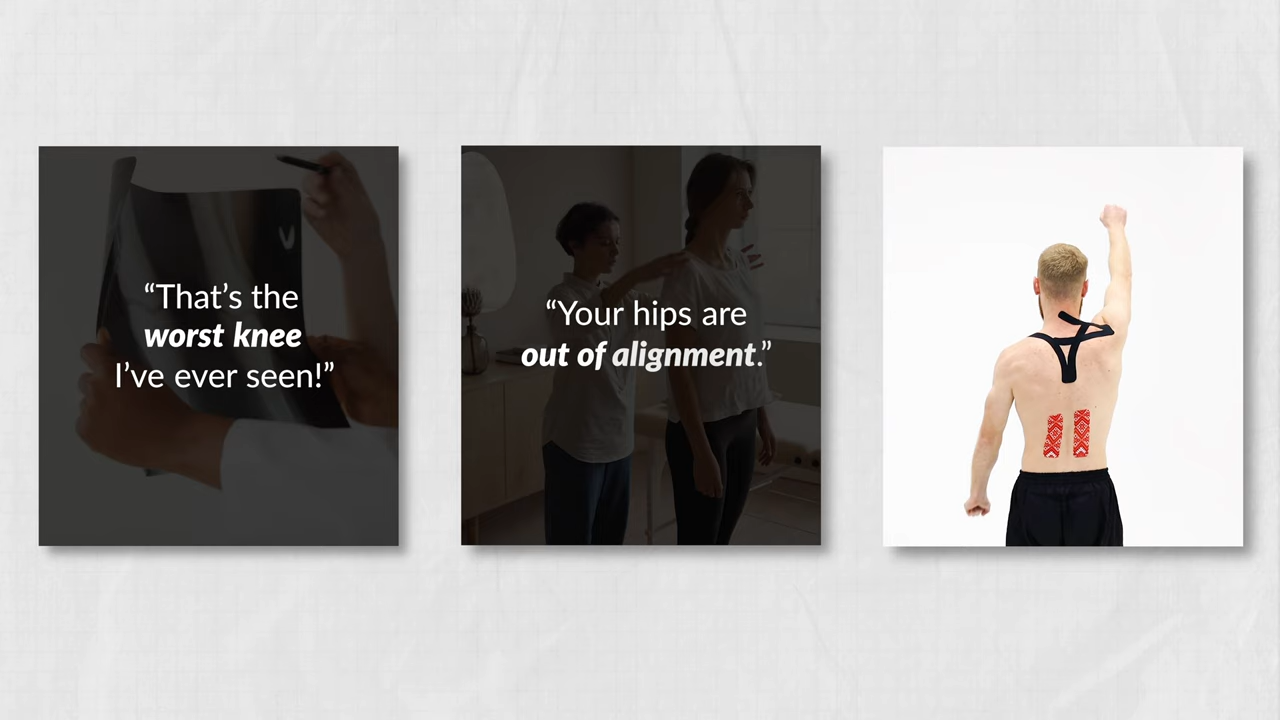 “That’s the
worst knee
I’ve ever seen!”
“Your hips are
out of alignment.”